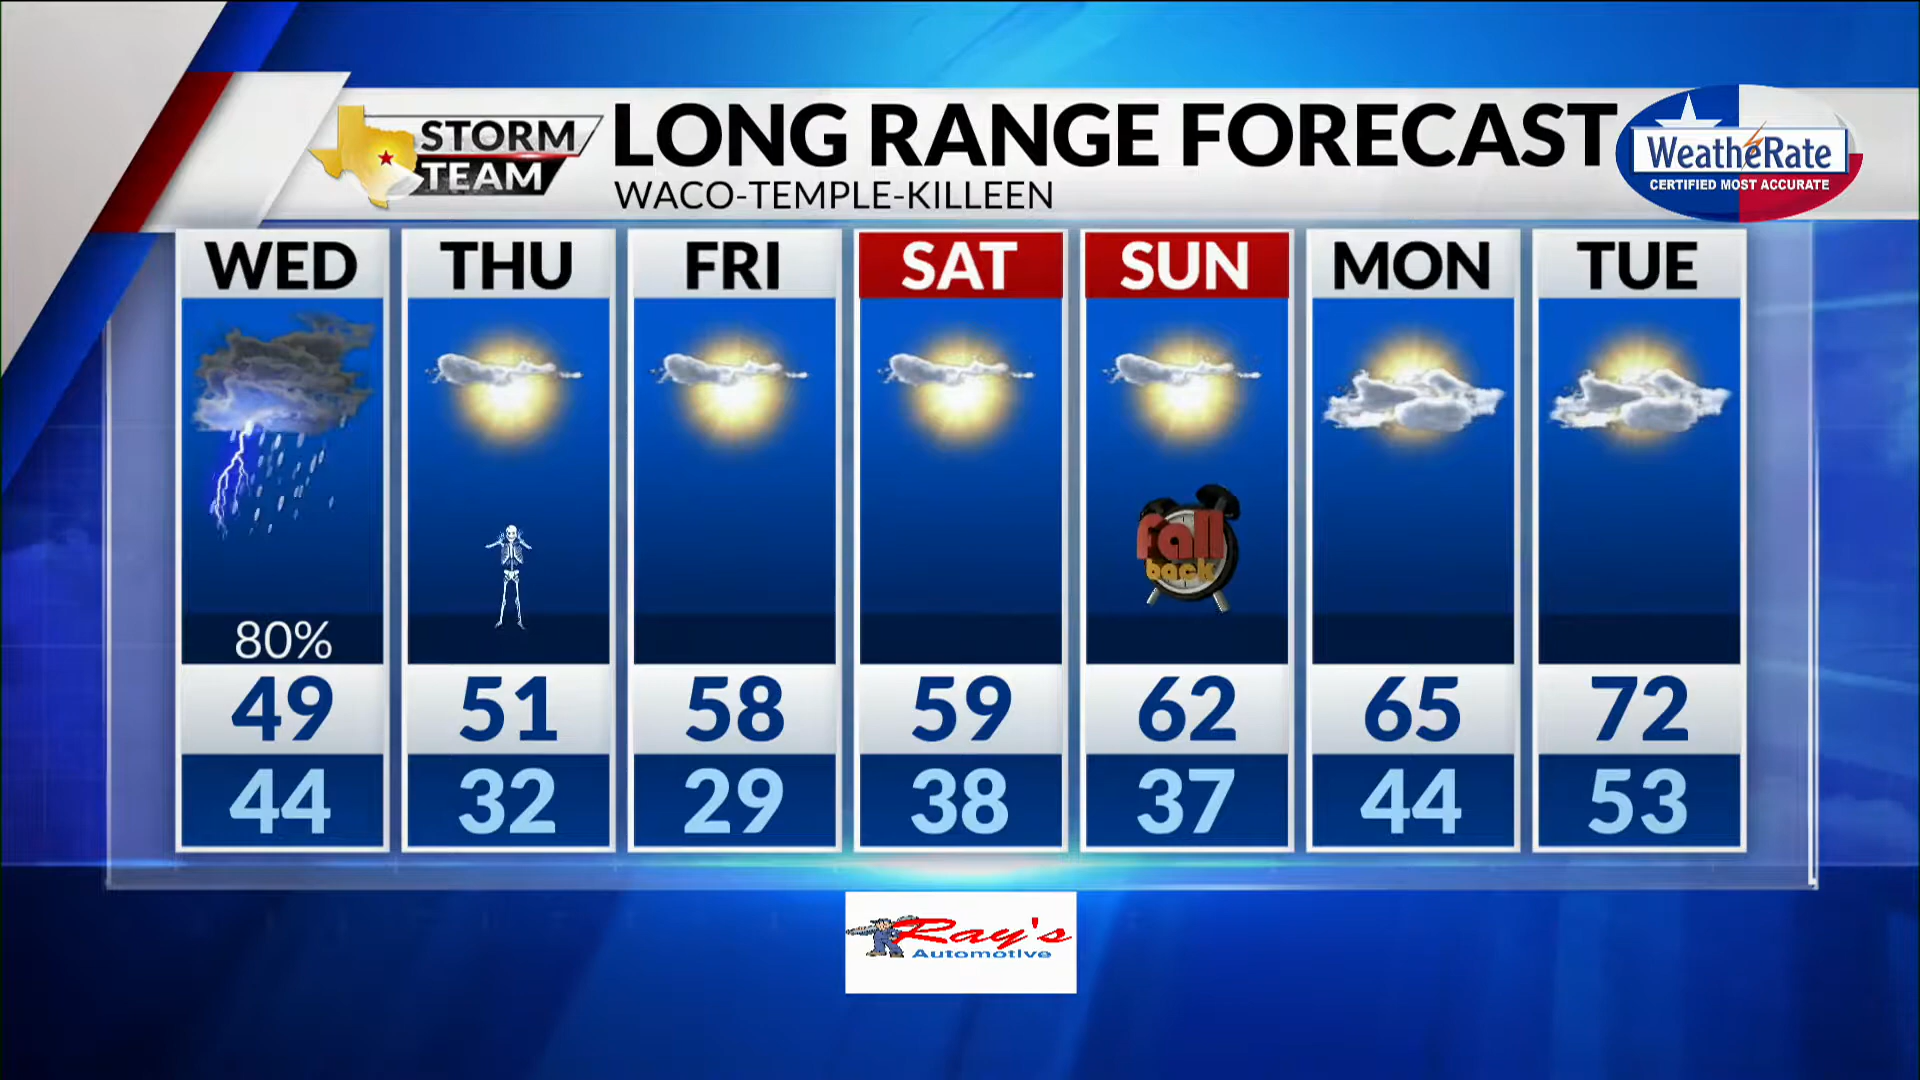 STORM
TEAM
LONG RANGE FORECAST
WACO-TEMPLE-KILLEEN
WeatheRate
CERTIFIED MOST ACCURATE
WED
THU
FRI
SAT
SUN
MON
TUE
fall
back
80%
49
51
58
59
62
65
72
44
32
29
38
37
44
53
Ray's
Automotive